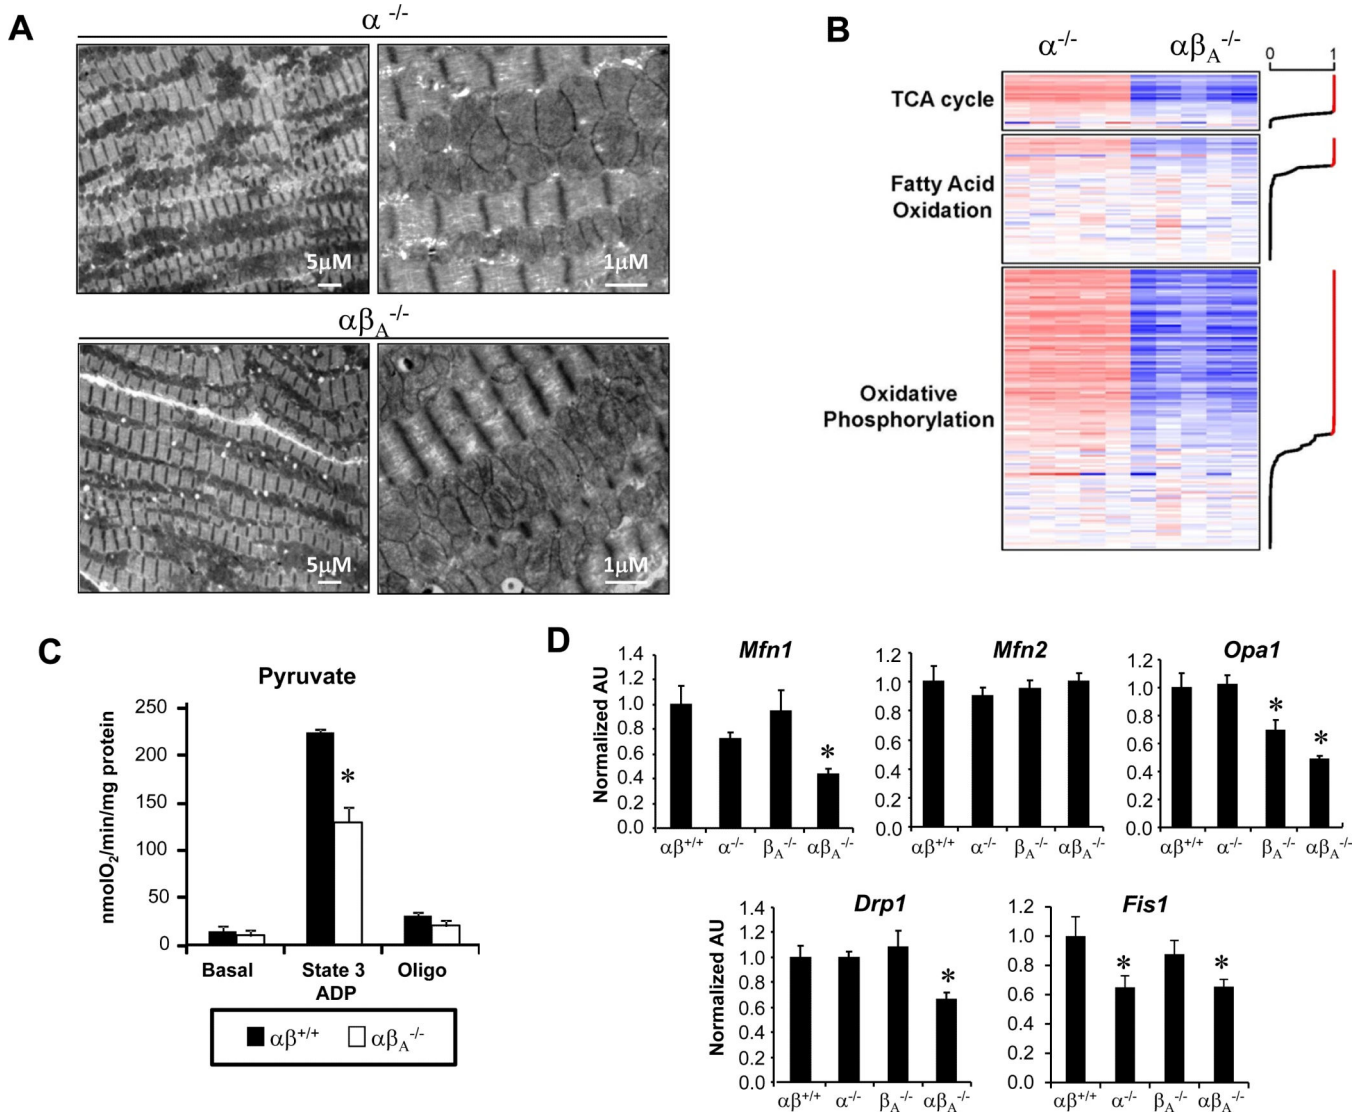 A
α -/-
5μM
1μM
αβA-/-
5μM
1μM
B
α-/-
αβA-/-
0
1
TCA cycle
Fatty Acid
Oxidation
Oxidative
Phosphorylation
C
Pyruvate
nmolO2/min/mg protein
250
200
150
100
50
0
*
Basal
State 3
ADP
Oligo
αβ+/+
αβA-/-
D
Mfn1
Normalized AU
1.4
1.2
1.0
0.8
0.6
0.4
0.2
0.0
*
αβ+/+
α-/-
βA-/-
αβA-/-
Mfn2
1.2
1.0
0.8
0.6
0.4
0.2
0.0
αβ+/+
α-/-
βA-/-
αβA-/-
Opa1
1.2
1.0
0.8
0.6
0.4
0.2
0.0
*
*
αβ+/+
α-/-
βA-/-
αβA-/-
Drp1
Normalized AU
1.4
1.2
1.0
0.8
0.6
0.4
0.2
0.0
*
αβ+/+
α-/-
βA-/-
αβA-/-
Fis1
1.2
1.0
0.8
0.6
0.4
0.2
0.0
*
*
αβ+/+
α-/-
βA-/-
αβA-/-